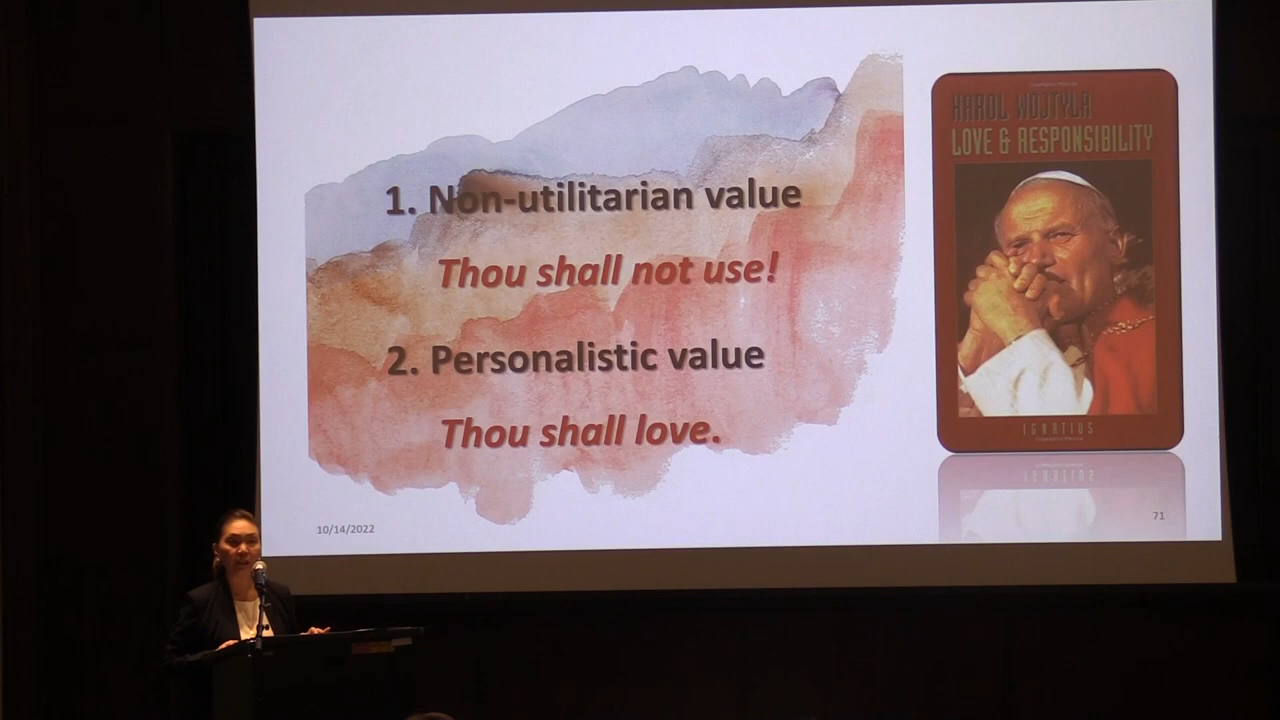 1. Non-utilitarian value
Thou shall not use!
2. Personalistic value
Thou shall love.
KAROL WOJTYLA
LOVE & RESPONSIBILITY
IGNATIUS
10/14/2022
71